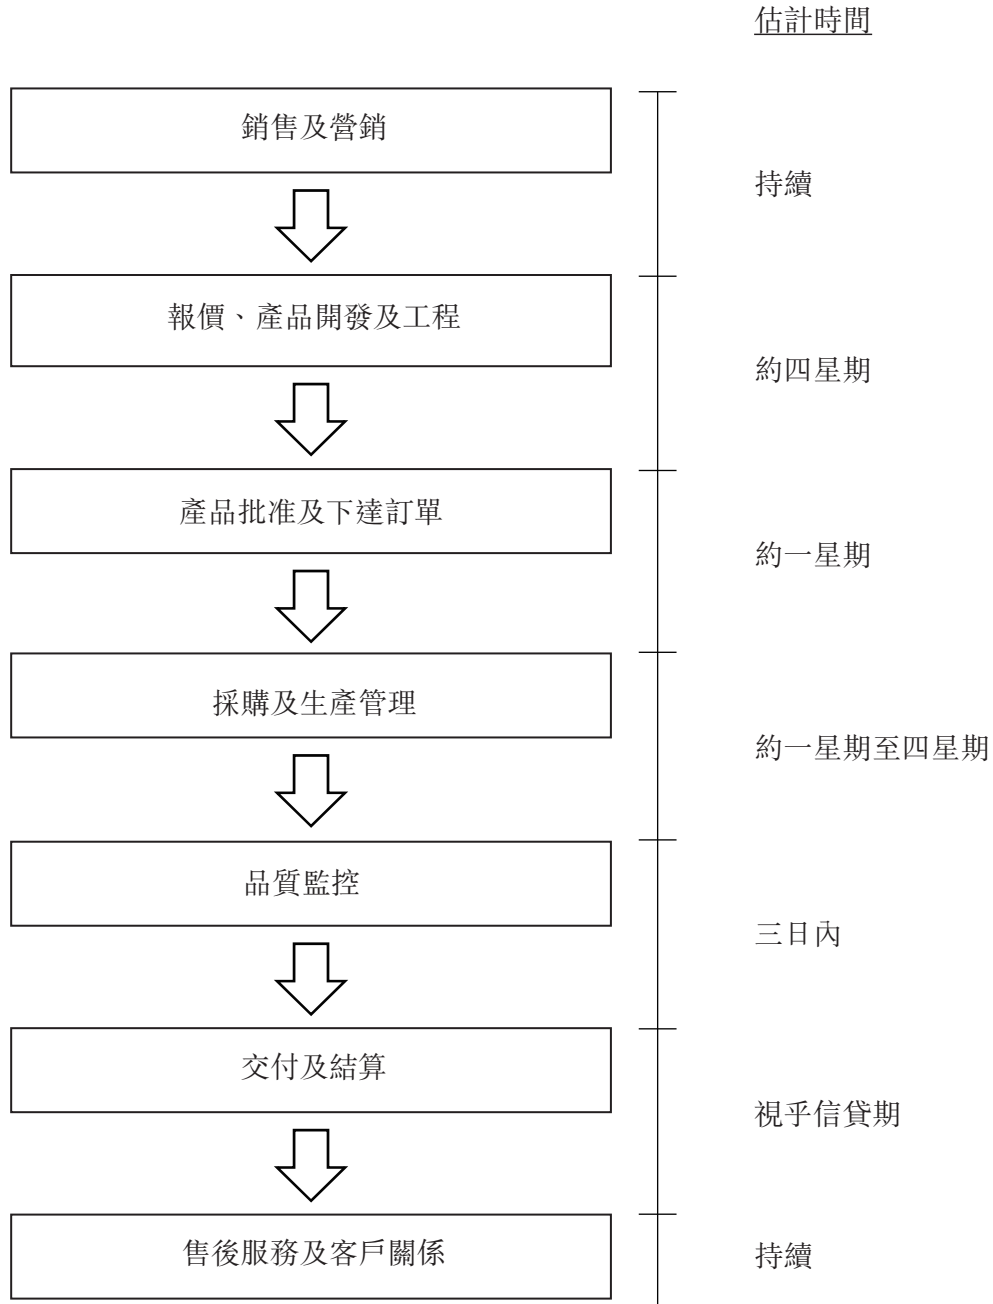 估計時間
銷售及營銷
持續
報價、產品開發及工程
約四星期
產品批准及下達訂單
約一星期
採購及生產管理
約一星期至四星期
品質監控
三日內
交付及結算
視乎信貸期
售後服務及客戶關係
持續